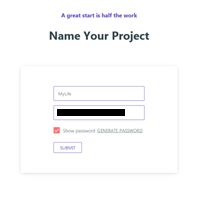 A great start is half the work
Name Your Project
MyLife
Show password GENERATE PASSWORD
SUBMIT